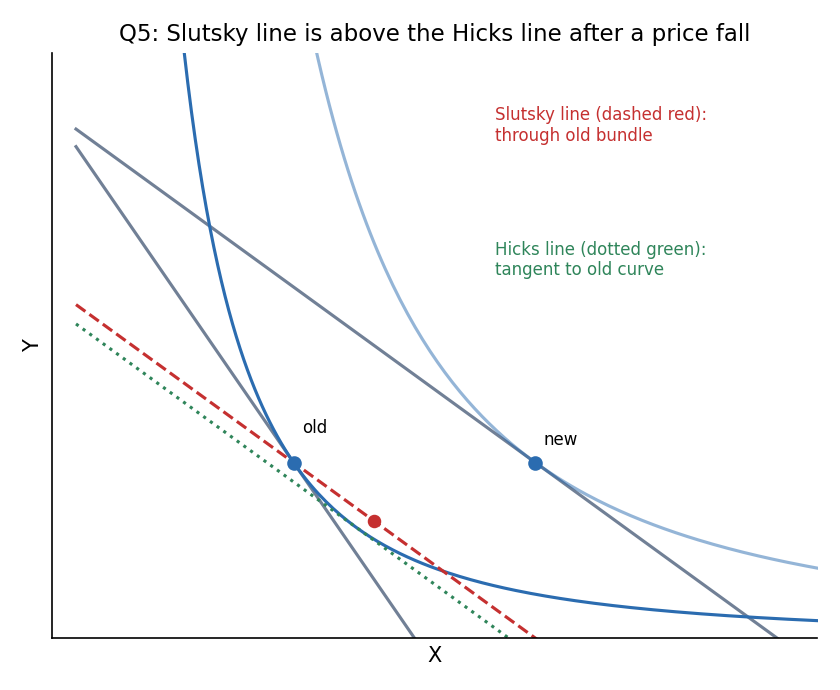 Q5: Slutsky line is above the Hicks line after a price fall
Slutsky line (dashed red):
through old bundle
Hicks line (dotted green):
tangent to old curve
old
new
Y
X